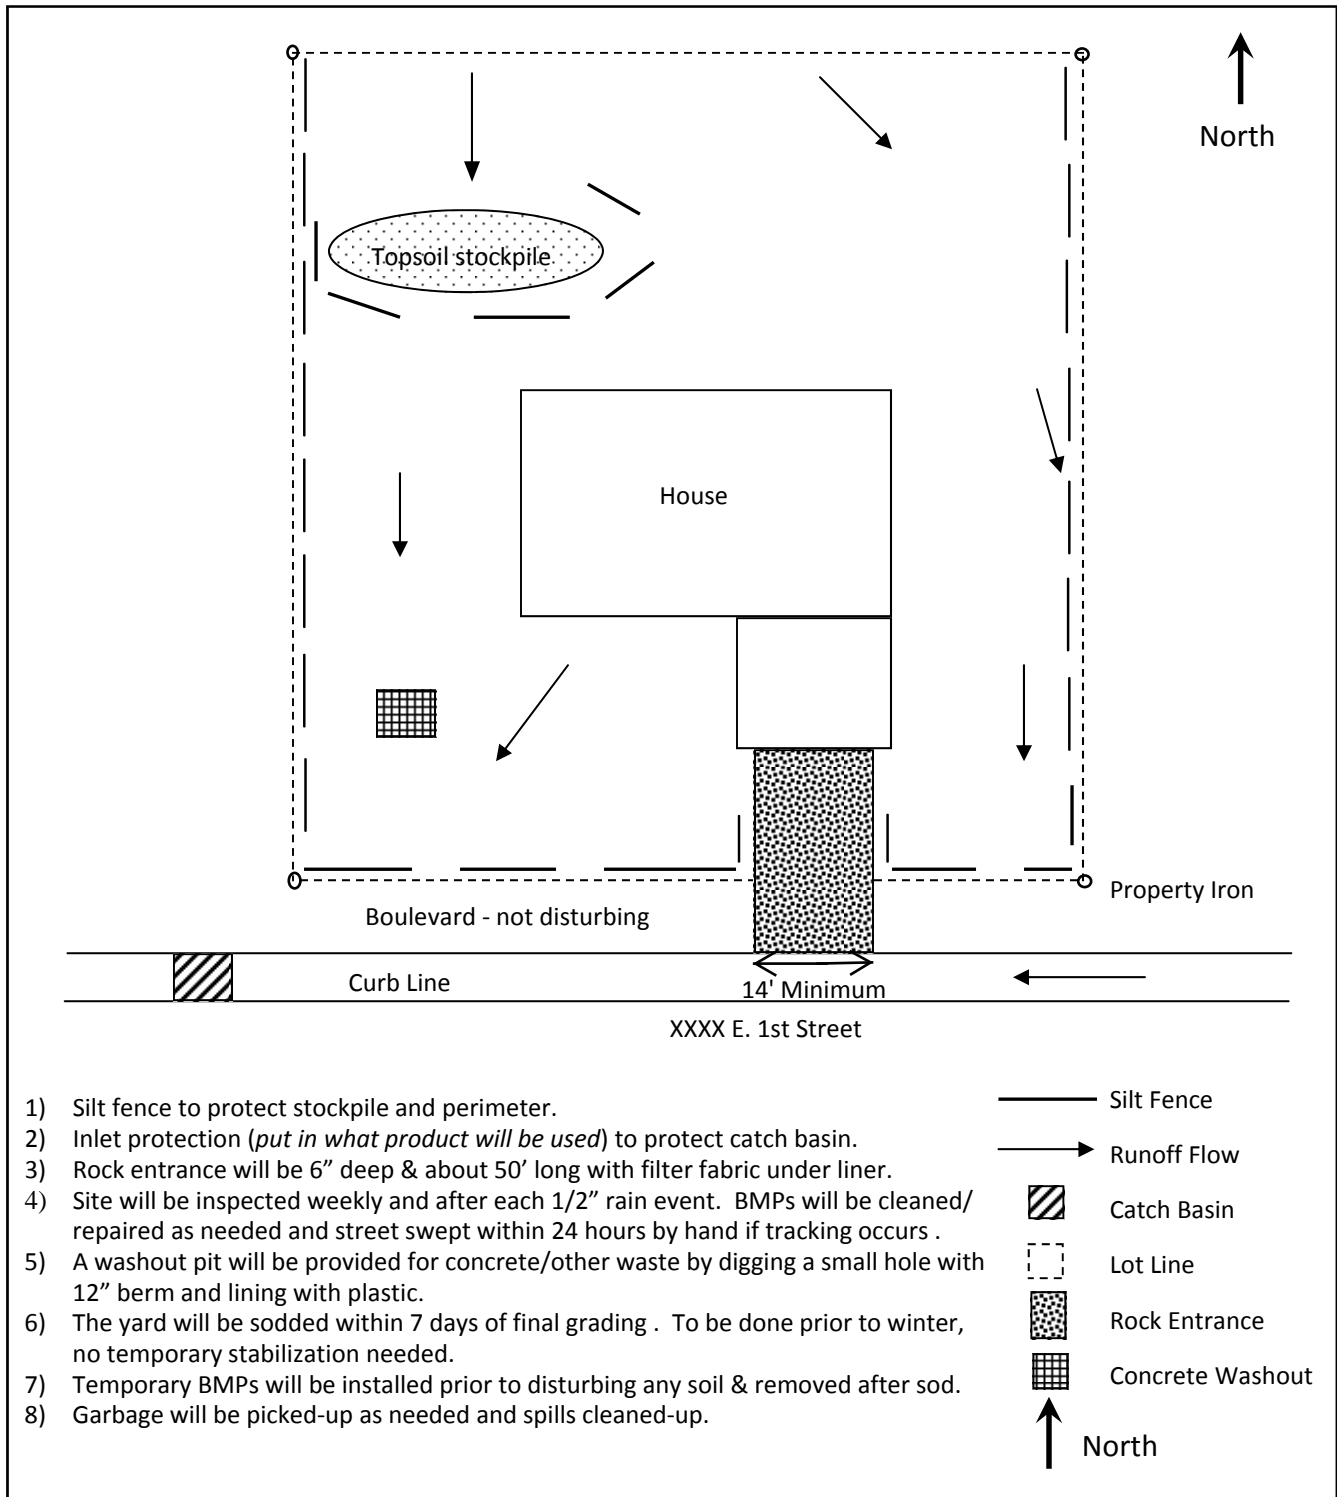 North
Topsoil stockpile
House
Property Iron
Boulevard - not disturbing
Curb Line
14' Minimum
XXXX E. 1st Street
1) Silt fence to protect stockpile and perimeter.
2) Inlet protection (put in what product will be used) to protect catch basin.
3) Rock entrance will be 6” deep & about 50’ long with filter fabric under liner.
4) Site will be inspected weekly and after each 1/2” rain event. BMPs will be cleaned/
repaired as needed and street swept within 24 hours by hand if tracking occurs .
5) A washout pit will be provided for concrete/other waste by digging a small hole with
12” berm and lining with plastic.
6) The yard will be sodded within 7 days of final grading . To be done prior to winter,
no temporary stabilization needed.
7) Temporary BMPs will be installed prior to disturbing any soil & removed after sod.
8) Garbage will be picked-up as needed and spills cleaned-up.
Silt Fence
Runoff Flow
Catch Basin
Lot Line
Rock Entrance
Concrete Washout
North